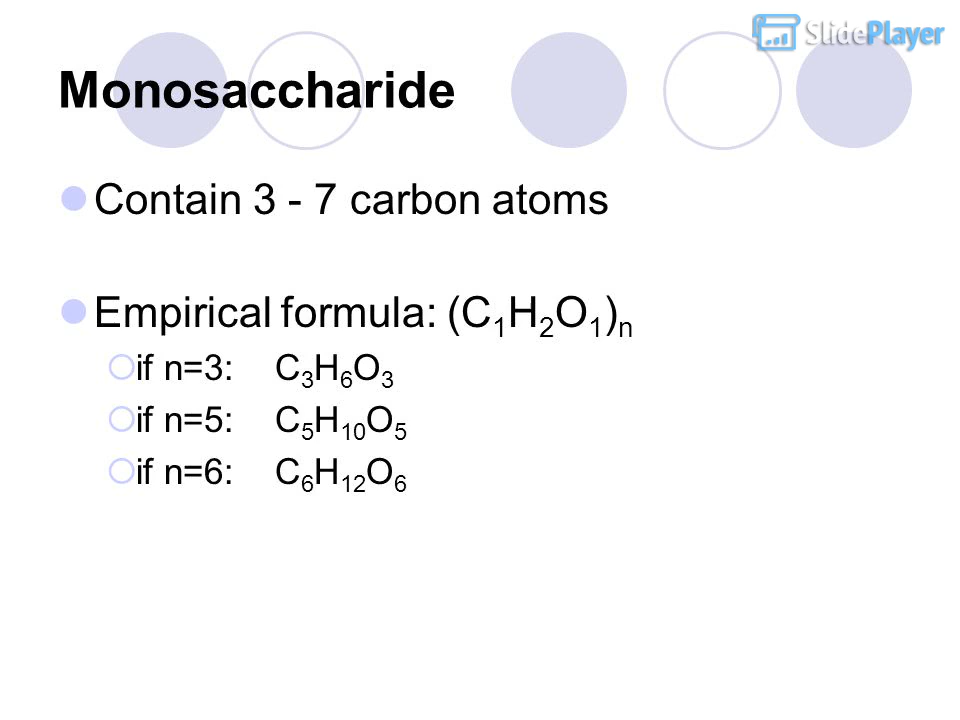 SlidePlayer
Monosaccharide
Contain 3 - 7 carbon atoms
Empirical formula: (C₁H₂O₁)ₙ
if n=3: C₃H₆O₃
if n=5: C₅H₁₀O₅
if n=6: C₆H₁₂O₆